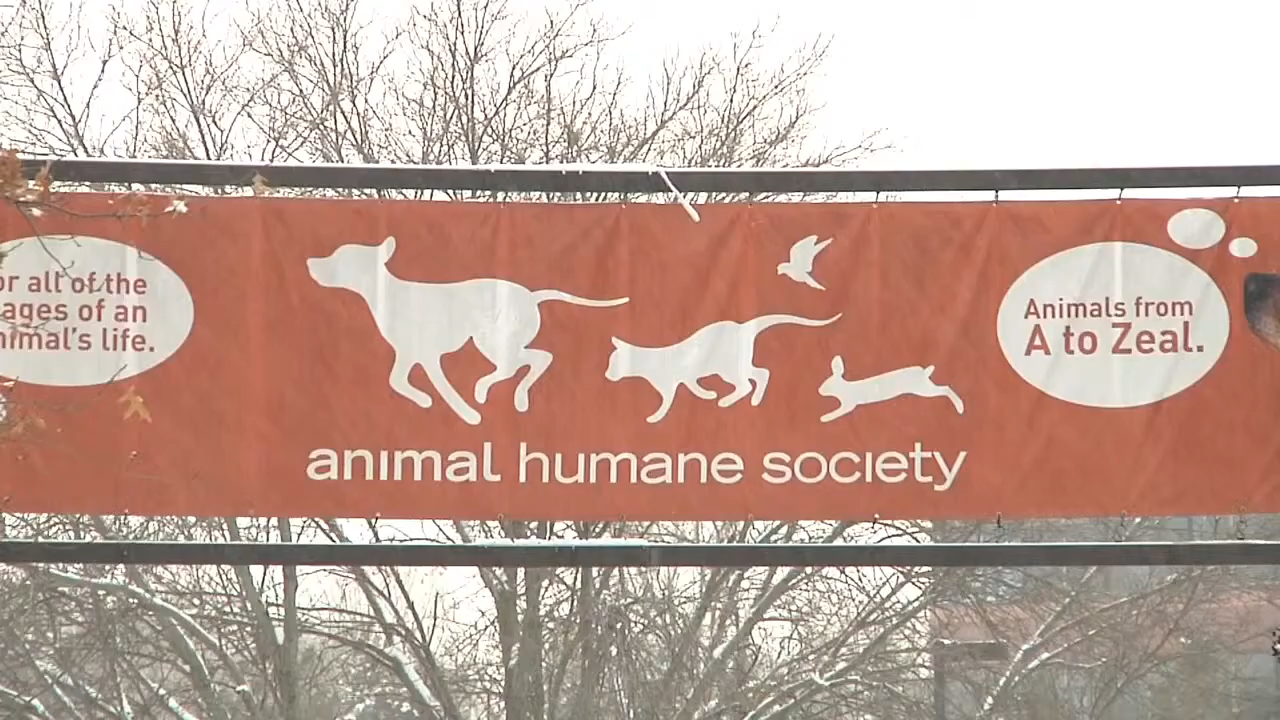 or all of the
ages of an
nimal's life.
animal humane society
Animals from
A to Zeal.